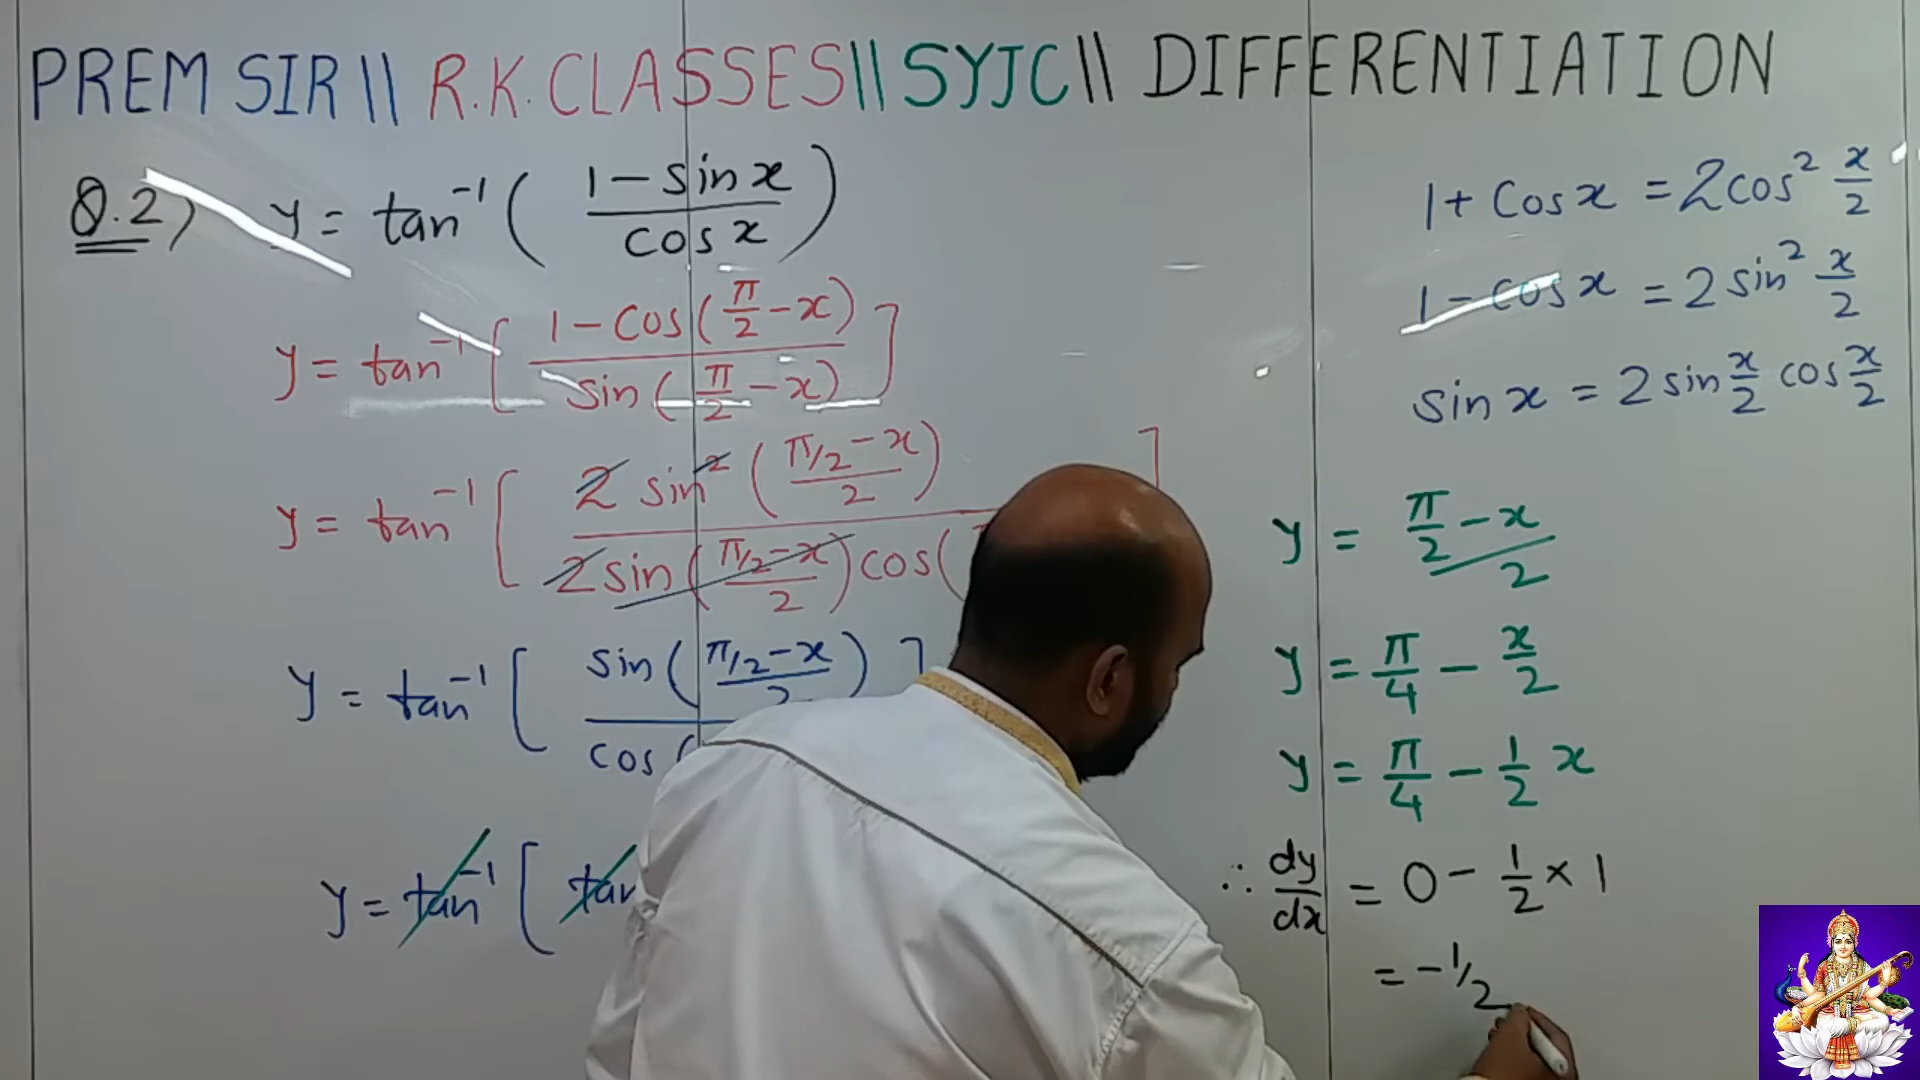 PREM SIR || R.K. CLASSES || SYJC || DIFFERENTIATION
Q.2) y = tan⁻¹ ( (1 - sin x) / (cos x) )
y = tan⁻¹ [ (1 - cos(π/2 - x)) / (sin(π/2 - x)) ]
y = tan⁻¹ [ 2 sin² ((π/2 - x)/2) / 2 sin((π/2 - x)/2) cos( ]
y = tan⁻¹ [ sin((π/2 - x)/2) / cos( ]
y = tan⁻¹ [ tan
1 + Cos x = 2 cos² x/2
1 - cos x = 2 sin² x/2
sin x = 2 sin x/2 cos x/2
y = (π/2 - x)/2
y = π/4 - x/2
y = π/4 - 1/2 x
∴ dy/dx = 0 - 1/2 × 1
= -1/2